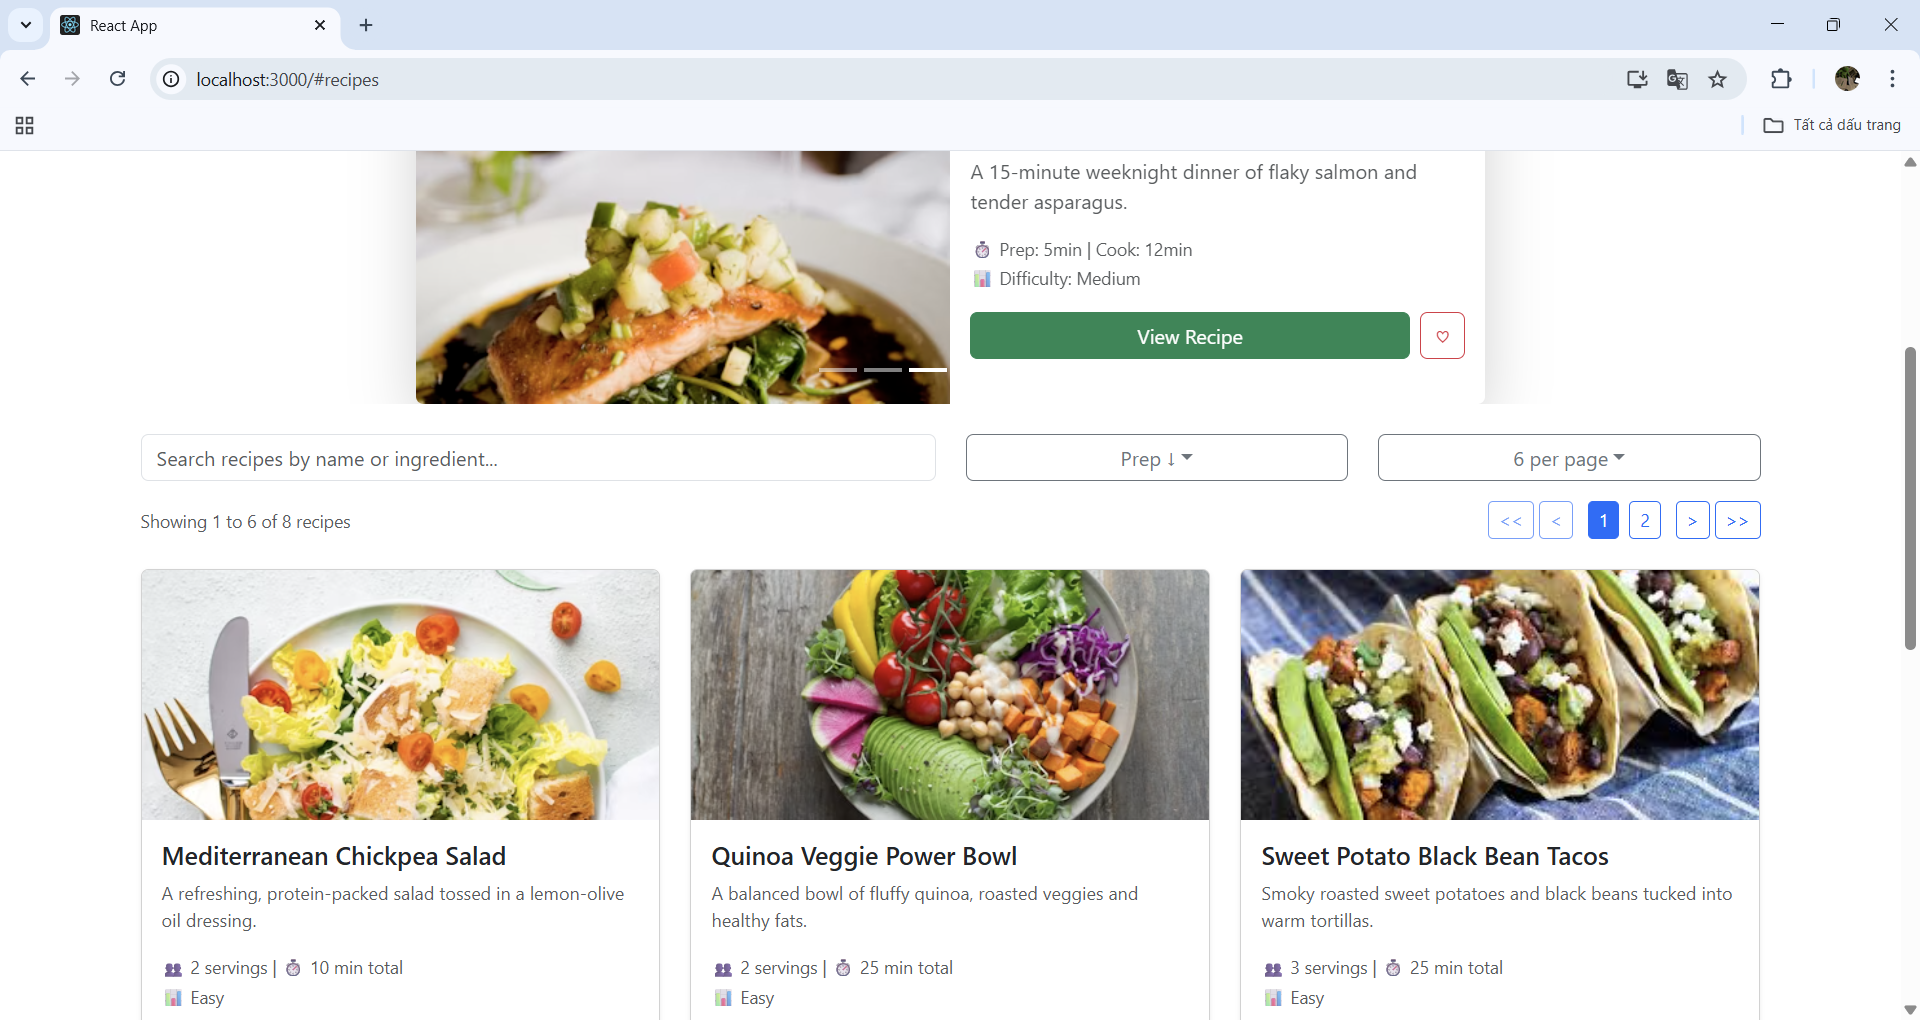 React App
localhost:3000/#recipes
Tất cả dấu trang
A 15-minute weeknight dinner of flaky salmon and
tender asparagus.
Prep: 5min | Cook: 12min
Difficulty: Medium
View Recipe
Search recipes by name or ingredient...
Prep ↓
6 per page
Showing 1 to 6 of 8 recipes
<< < 1 2 > >>
Mediterranean Chickpea Salad
A refreshing, protein-packed salad tossed in a lemon-olive
oil dressing.
2 servings | 10 min total
Easy
Quinoa Veggie Power Bowl
A balanced bowl of fluffy quinoa, roasted veggies and
healthy fats.
2 servings | 25 min total
Easy
Sweet Potato Black Bean Tacos
Smoky roasted sweet potatoes and black beans tucked into
warm tortillas.
3 servings | 25 min total
Easy